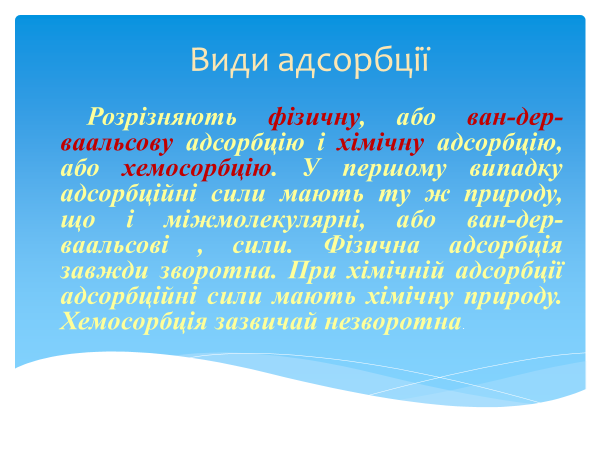 Види адсорбції
Розрізняють фізичну, або ван-дер-
ваальсову адсорбцію і хімічну адсорбцію,
або хемосорбцію. У першому випадку
адсорбційні сили мають ту ж природу,
що і міжмолекулярні, або ван-дер-
ваальсові , сили. Фізична адсорбція
завжди зворотна. При хімічній адсорбції
адсорбційні сили мають хімічну природу.
Хемосорбція зазвичай незворотна.